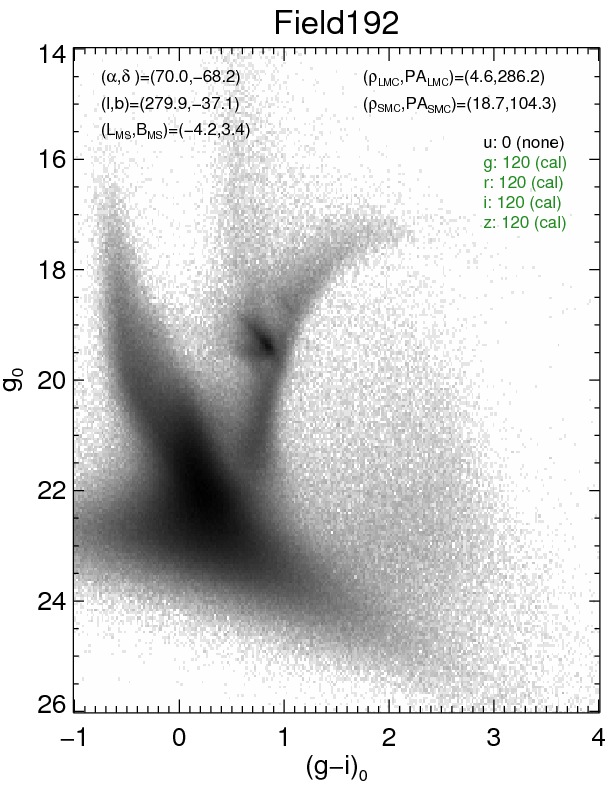 Field192
14
(α,δ )=(70.0,−68.2)
(ρLMC,PALMC)=(4.6,286.2)
(l,b)=(279.9,−37.1)
(ρSMC,PASMC)=(18.7,104.3)
(LMS,BMS)=(−4.2,3.4)
u: 0 (none)
16
g: 120 (cal)
r: 120 (cal)
i: 120 (cal)
z: 120 (cal)
18
20
g0
22
24
26
−1 0 1 2 3 4
(g−i)0